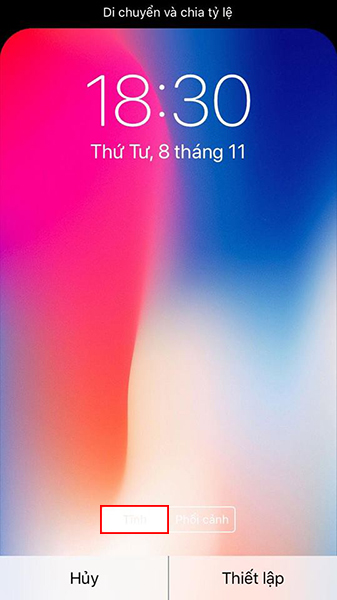 Di chuyển và chia tỷ lệ
18:30
Thứ Tư, 8 tháng 11
Tĩnh
Phối cảnh
Hủy
Thiết lập